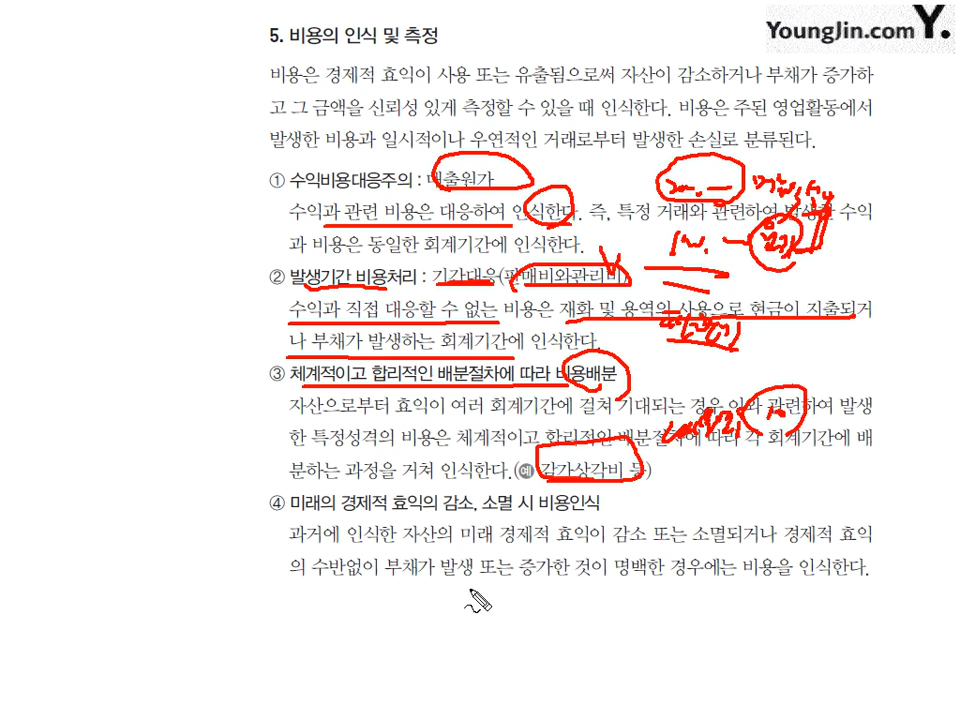 YoungJin.com Y.
5. 비용의 인식 및 측정
비용은 경제적 효익이 사용 또는 유출됨으로써 자산이 감소하거나 부채가 증가하
고 그 금액을 신뢰성 있게 측정할 수 있을 때 인식한다. 비용은 주된 영업활동에서
발생한 비용과 일시적이나 우연적인 거래로부터 발생한 손실로 분류된다.
① 수익비용대응주의 : 매출원가
수익과 관련 비용은 대응하여 인식한다. 즉, 특정 거래와 관련하여 발생한 수익
과 비용은 동일한 회계기간에 인식한다.
② 발생기간 비용처리 : 기간대응(판매비와관리비)
수익과 직접 대응할 수 없는 비용은 재화 및 용역의 사용으로 현금이 지출되거
나 부채가 발생하는 회계기간에 인식한다.
③ 체계적이고 합리적인 배분절차에 따라 비용배분
자산으로부터 효익이 여러 회계기간에 걸쳐 기대되는 경우 이와 관련하여 발생
한 특정성격의 비용은 체계적이고 합리적인 배분절차에 따라 각 회계기간에 배
분하는 과정을 거쳐 인식한다.(예 감가상각비 등)
④ 미래의 경제적 효익의 감소, 소멸 시 비용인식
과거에 인식한 자산의 미래 경제적 효익이 감소 또는 소멸되거나 경제적 효익
의 수반없이 부채가 발생 또는 증가한 것이 명백한 경우에는 비용을 인식한다.